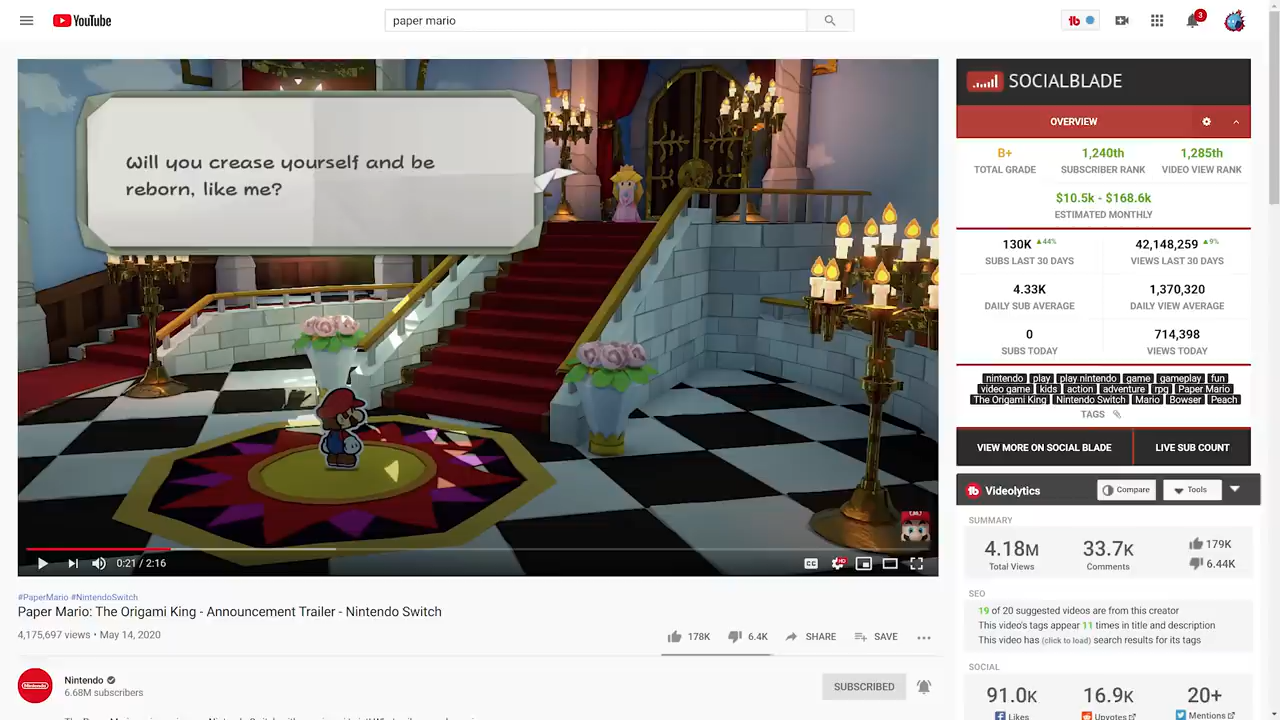 YouTube
paper mario
3
Will you crease yourself and be
reborn, like me?
0:21 / 2:16
CC
HD
#PaperMario #NintendoSwitch
Paper Mario: The Origami King - Announcement Trailer - Nintendo Switch
4,175,697 views • May 14, 2020
178K
6.4K
SHARE
SAVE
Nintendo
Nintendo
6.68M subscribers
SUBSCRIBED
SOCIALBLADE
OVERVIEW
B+
1,240th
1,285th
TOTAL GRADE
SUBSCRIBER RANK
VIDEO VIEW RANK
$10.5k - $168.6k
ESTIMATED MONTHLY
130K ▲44%
42,148,259 ▲9%
SUBS LAST 30 DAYS
VIEWS LAST 30 DAYS
4.33K
1,370,320
DAILY SUB AVERAGE
DAILY VIEW AVERAGE
0
714,398
SUBS TODAY
VIEWS TODAY
nintendo play play nintendo game gameplay fun
video game kids action adventure rpg Paper Mario
The Origami King Nintendo Switch Mario Bowser Peach
TAGS
VIEW MORE ON SOCIAL BLADE
LIVE SUB COUNT
tb Videolytics
Compare
Tools
SUMMARY
4.18M
33.7K
179K
Total Views
Comments
6.44K
SEO
19 of 20 suggested videos are from this creator
This video's tags appear 11 times in title and description
This video has (click to load) search results for its tags
SOCIAL
91.0K
16.9K
20+
Likes
Upvotes
Mentions